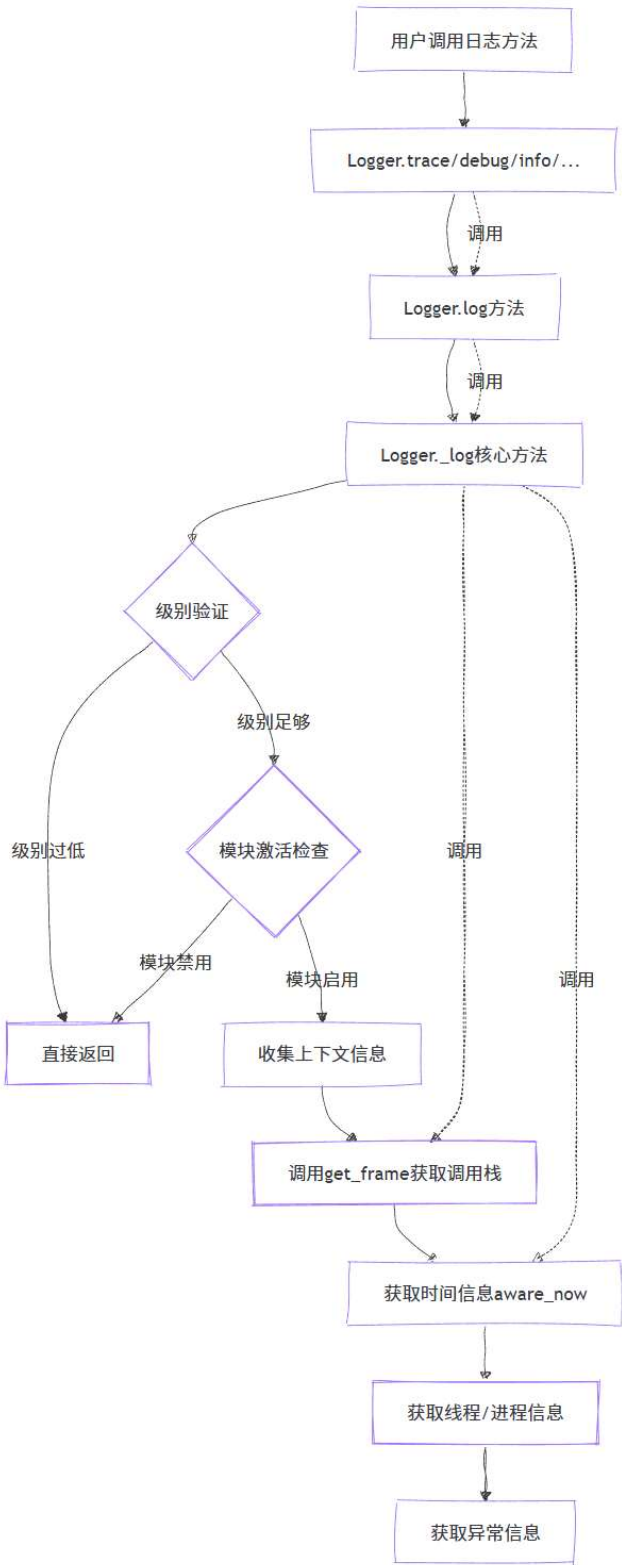 用户调用日志方法
Logger.trace/debug/info/...
调用
Logger.log方法
调用
Logger._log核心方法
级别验证
级别足够
级别过低
模块激活检查
调用
模块禁用
模块启用
调用
直接返回
收集上下文信息
调用get_frame获取调用栈
获取时间信息aware_now
获取线程/进程信息
获取异常信息